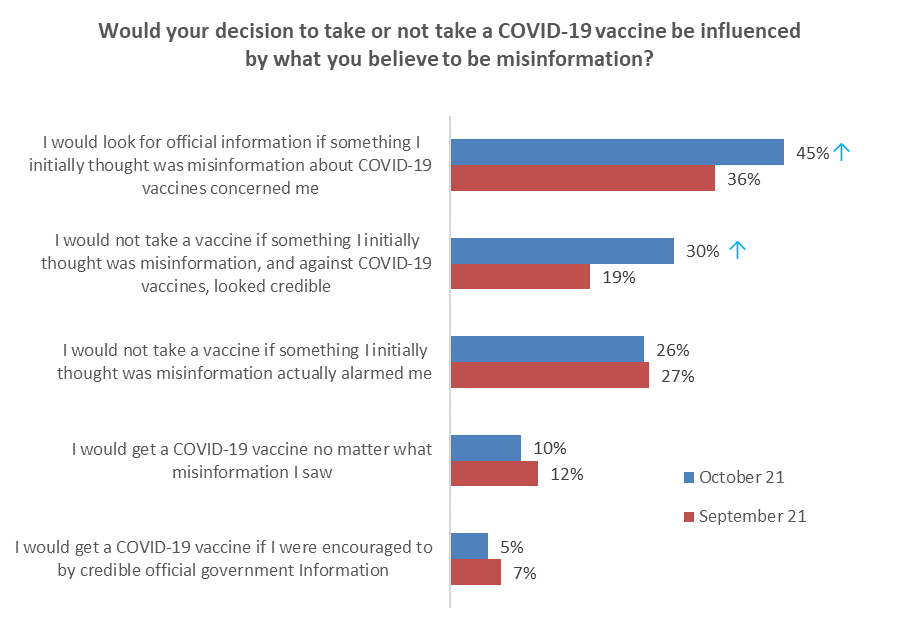 Would your decision to take or not take a COVID-19 vaccine be influenced
by what you believe to be misinformation?
I would look for official information if something I
initially thought was misinformation about COVID-19
vaccines concerned me
45%
36%
I would not take a vaccine if something I initially
thought was misinformation, and against COVID-19
vaccines, looked credible
30%
19%
I would not take a vaccine if something I initially
thought was misinformation actually alarmed me
26%
27%
I would get a COVID-19 vaccine no matter what
misinformation I saw
10%
12%
October 21
September 21
I would get a COVID-19 vaccine if I were encouraged to
by credible official government Information
5%
7%